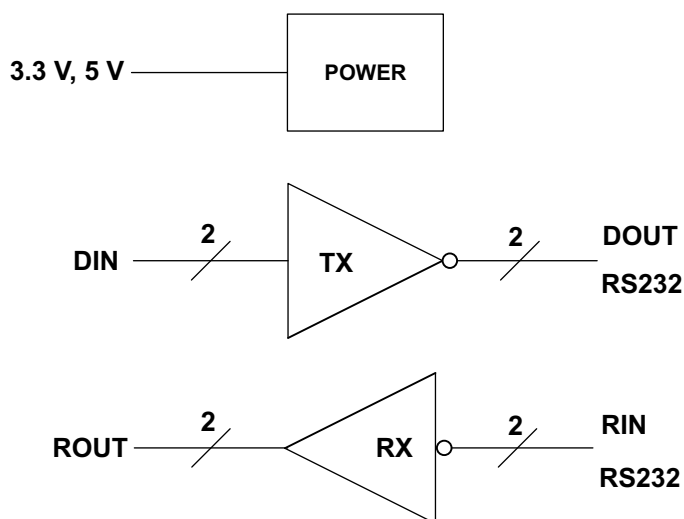 3.3 V, 5 V
POWER
DIN
2
TX
2
DOUT
RS232
ROUT
2
RX
2
RIN
RS232